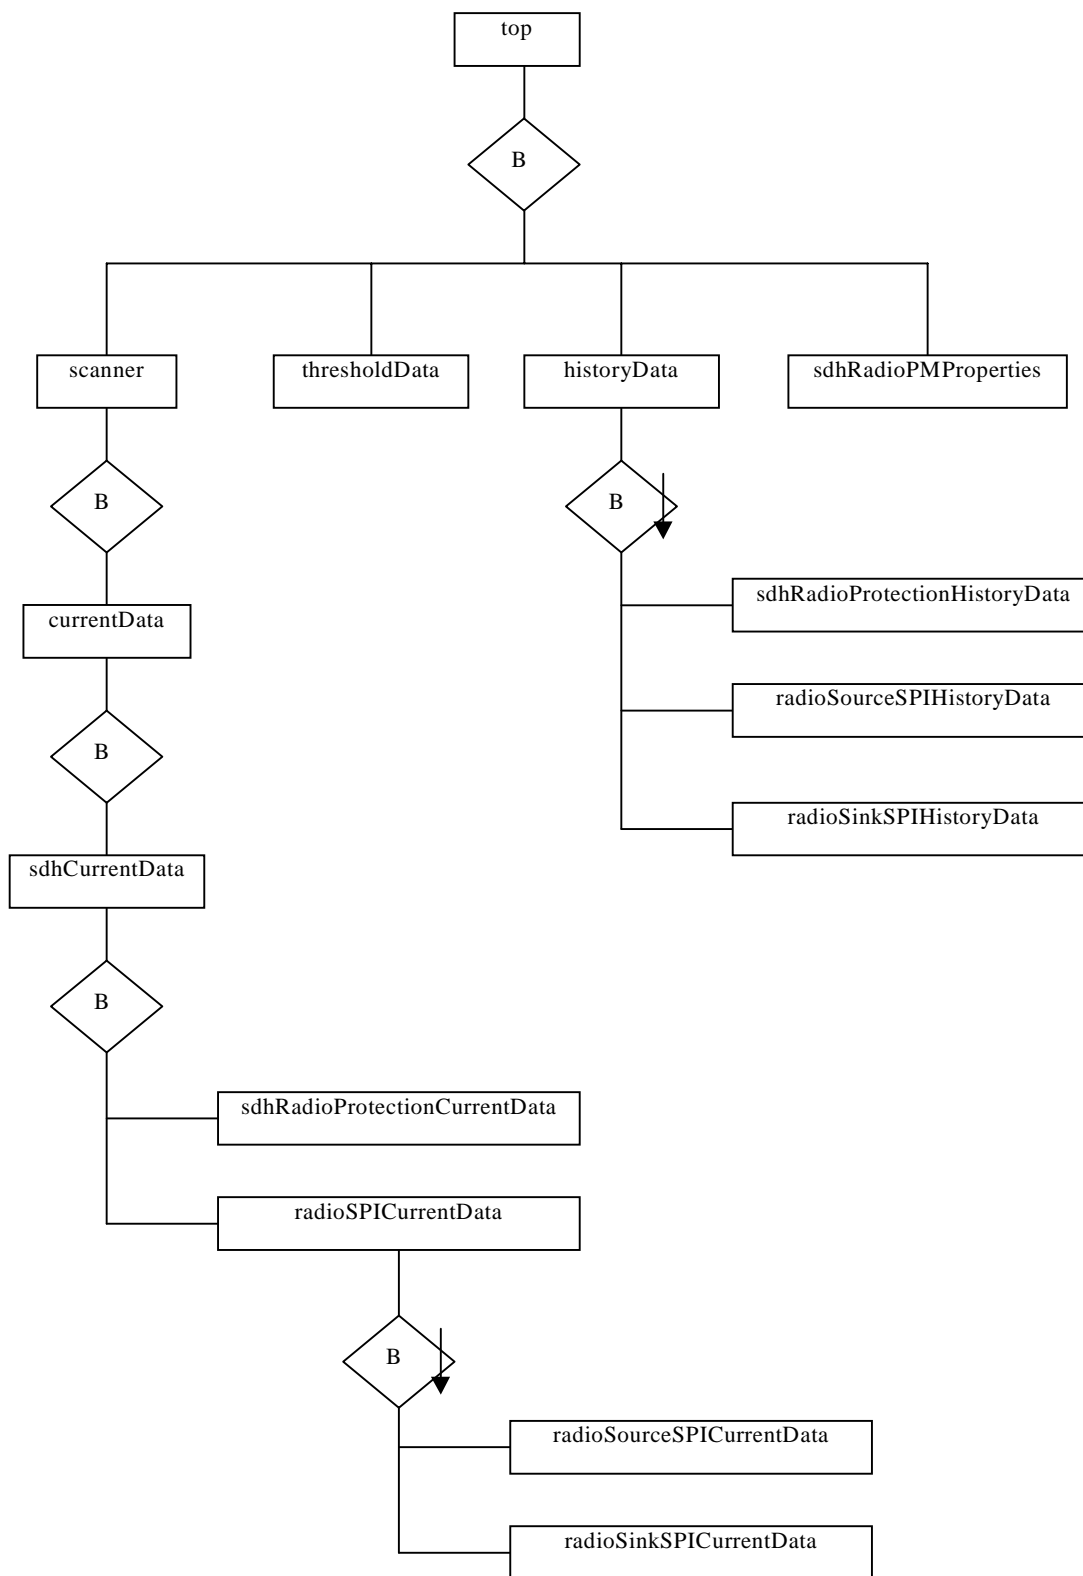 top
B
scanner
thresholdData
historyData
sdhRadioPMProperties
B
B
currentData
sdhRadioProtectionHistoryData
radioSourceSPIHistoryData
B
radioSinkSPIHistoryData
sdhCurrentData
B
sdhRadioProtectionCurrentData
radioSPICurrentData
B
radioSourceSPICurrentData
radioSinkSPICurrentData